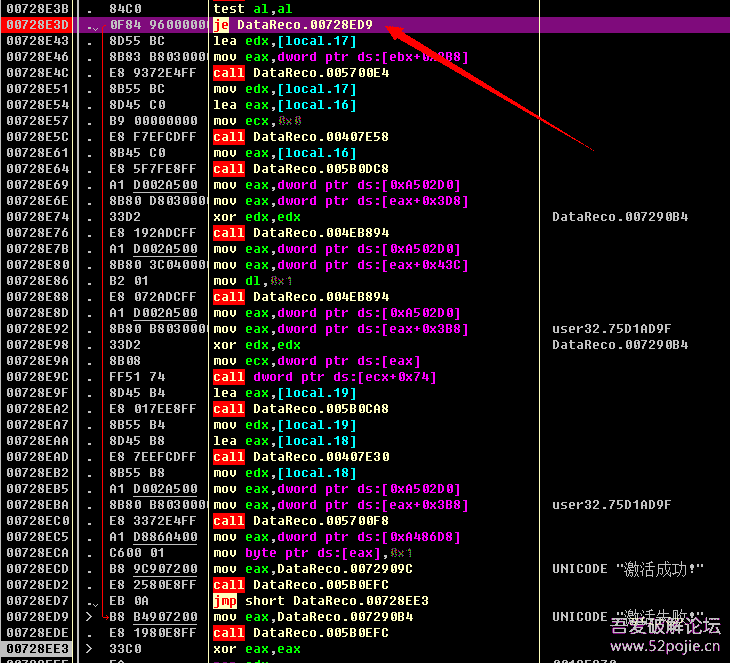 00728E3B . 84C0 test al,al
00728E3D .⌄ 0F84 96000000 je DataReco.00728ED9
00728E43 . 8D55 BC lea edx,[local.17]
00728E46 . 8B83 B8030000 mov eax,dword ptr ds:[ebx+0x3B8]
00728E4C . E8 9372E4FF call DataReco.005700E4
00728E51 . 8B55 BC mov edx,[local.17]
00728E54 . 8D45 C0 lea eax,[local.16]
00728E57 . B9 00000000 mov ecx,0x0
00728E5C . E8 F7EFCDFF call DataReco.00407E58
00728E61 . 8B45 C0 mov eax,[local.16]
00728E64 . E8 5F7FE8FF call DataReco.005B0DC8
00728E69 . A1 D002A500 mov eax,dword ptr ds:[0xA502D0]
00728E6E . 8B80 D8030000 mov eax,dword ptr ds:[eax+0x3D8]
00728E74 . 33D2 xor edx,edx DataReco.007290B4
00728E76 . E8 192ADCFF call DataReco.004EB894
00728E7B . A1 D002A500 mov eax,dword ptr ds:[0xA502D0]
00728E80 . 8B80 3C040000 mov eax,dword ptr ds:[eax+0x43C]
00728E86 . B2 01 mov dl,0x1
00728E88 . E8 072ADCFF call DataReco.004EB894
00728E8D . A1 D002A500 mov eax,dword ptr ds:[0xA502D0]
00728E92 . 8B80 B8030000 mov eax,dword ptr ds:[eax+0x3B8] user32.75D1AD9F
00728E98 . 33D2 xor edx,edx DataReco.007290B4
00728E9A . 8B08 mov ecx,dword ptr ds:[eax]
00728E9C . FF51 74 call dword ptr ds:[ecx+0x74]
00728E9F . 8D45 B4 lea eax,[local.19]
00728EA2 . E8 017EE8FF call DataReco.005B0CA8
00728EA7 . 8B55 B4 mov edx,[local.19]
00728EAA . 8D45 B8 lea eax,[local.18]
00728EAD . E8 7EEFCDFF call DataReco.00407E30
00728EB2 . 8B55 B8 mov edx,[local.18]
00728EB5 . A1 D002A500 mov eax,dword ptr ds:[0xA502D0]
00728EBA . 8B80 B8030000 mov eax,dword ptr ds:[eax+0x3B8] user32.75D1AD9F
00728EC0 . E8 3372E4FF call DataReco.005700F8
00728EC5 . A1 D886A400 mov eax,dword ptr ds:[0xA486D8]
00728ECA . C600 01 mov byte ptr ds:[eax],0x1
00728ECD . B8 9C907200 mov eax,DataReco.0072909C UNICODE "激活成功!"
00728ED2 . E8 2580E8FF call DataReco.005B0EFC
00728ED7 .⌄ EB 0A jmp short DataReco.00728EE3
00728ED9 > B8 B4907200 mov eax,DataReco.007290B4 UNICODE "激活失败!"
00728EDE . E8 1980E8FF call DataReco.005B0EFC
00728EE3 > 33C0 xor eax,eax
吾爱破解论坛
www.52pojie.cn